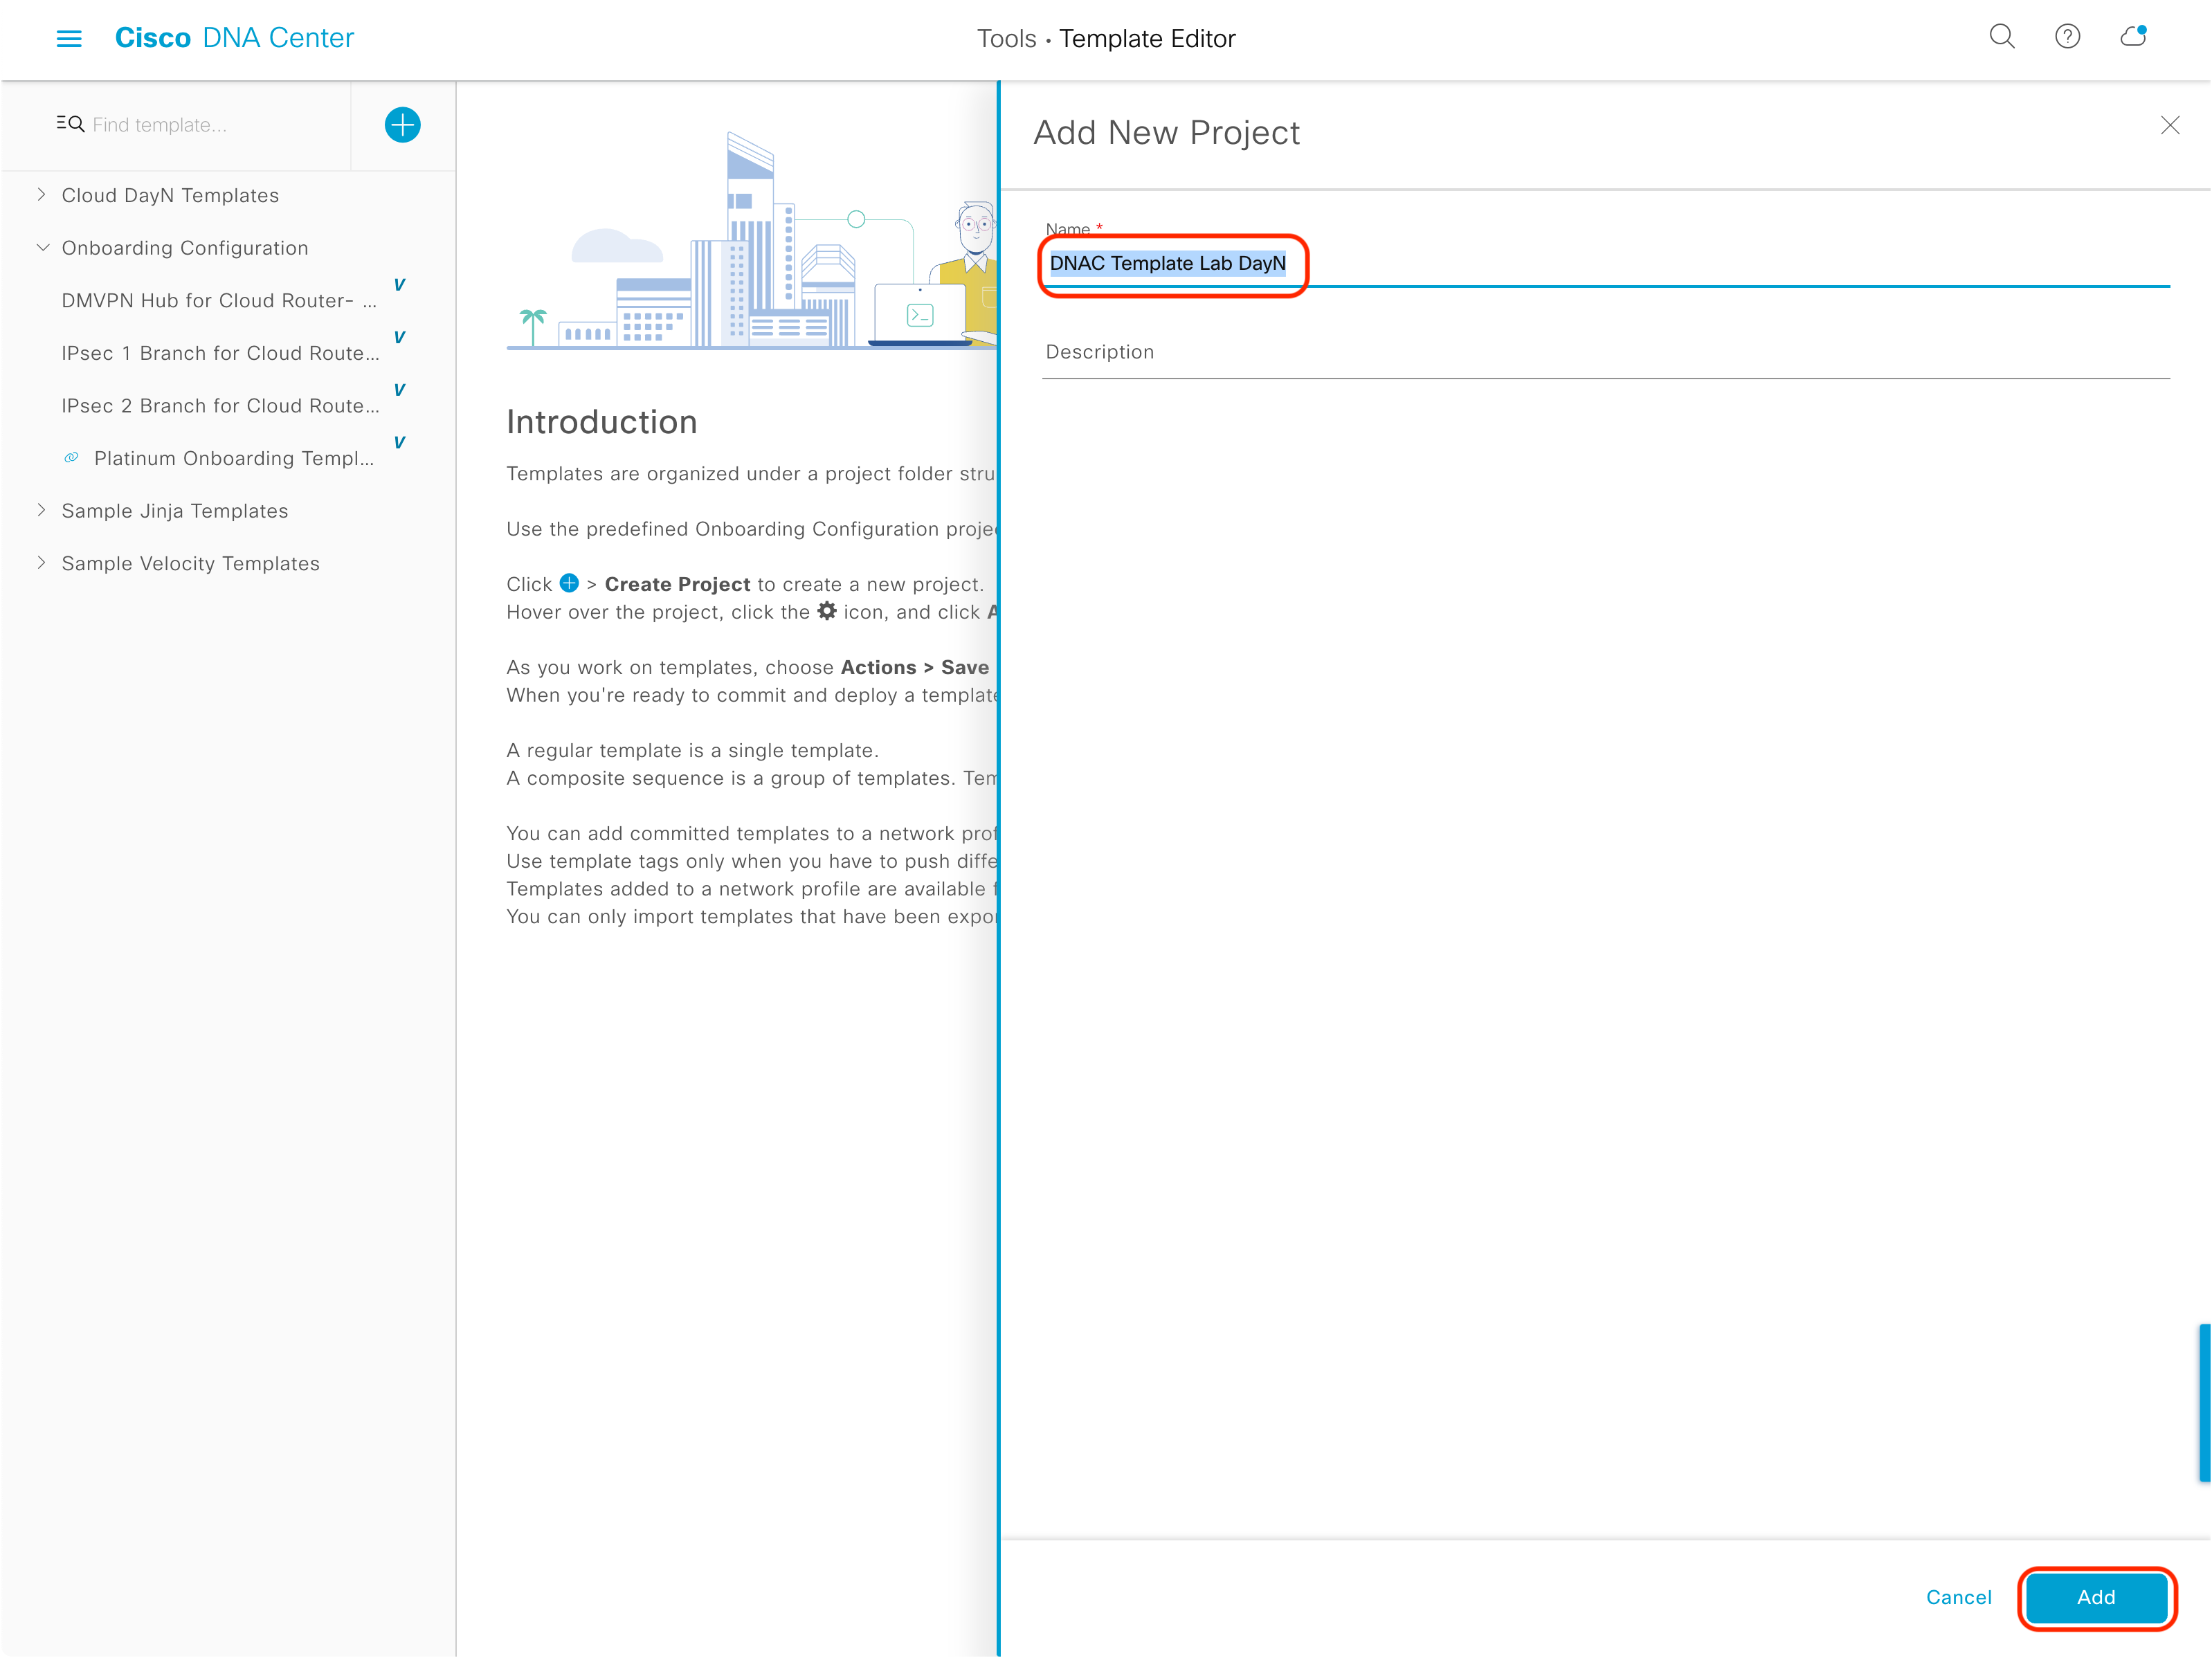 Cisco DNA Center
Tools • Template Editor
Find template...
Cloud DayN Templates
Onboarding Configuration
V
DMVPN Hub for Cloud Router- ...
V
IPsec 1 Branch for Cloud Route...
V
IPsec 2 Branch for Cloud Route...
V
Platinum Onboarding Templ...
Sample Jinja Templates
Sample Velocity Templates
Introduction
Templates are organized under a project folder stru
Use the predefined Onboarding Configuration projec
Click > Create Project to create a new project.
Hover over the project, click the icon, and click A
As you work on templates, choose Actions > Save
When you're ready to commit and deploy a template
A regular template is a single template.
A composite sequence is a group of templates. Tem
You can add committed templates to a network prof
Use template tags only when you have to push diffe
Templates added to a network profile are available f
You can only import templates that have been expor
Add New Project
Name *
DNAC Template Lab DayN
Description
Cancel
Add